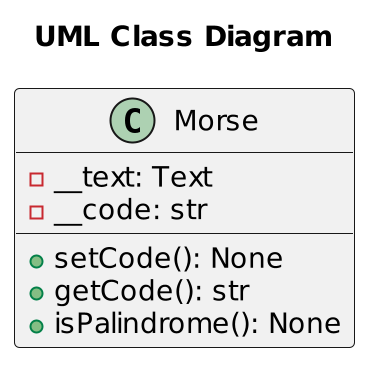 UML Class Diagram
C Morse
__text: Text
__code: str
setCode(): None
getCode(): str
isPalindrome(): None